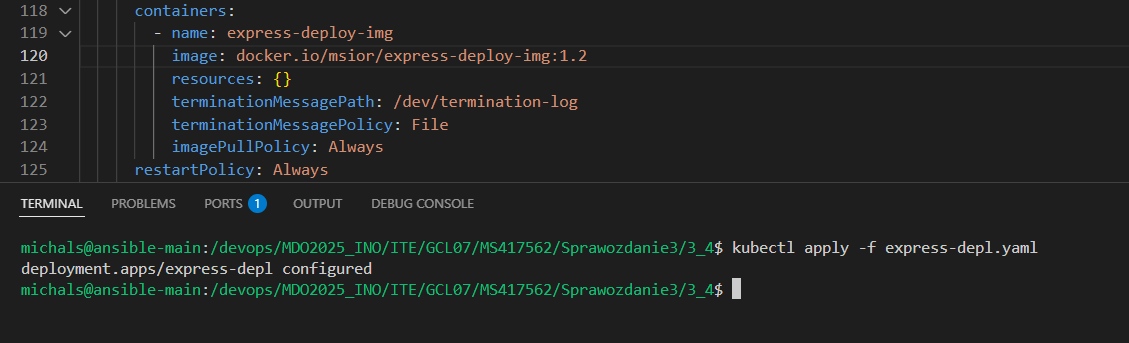 118 containers:
119 - name: express-deploy-img
120 image: docker.io/msior/express-deploy-img:1.2
121 resources: {}
122 terminationMessagePath: /dev/termination-log
123 terminationMessagePolicy: File
124 imagePullPolicy: Always
125 restartPolicy: Always
TERMINAL PROBLEMS PORTS 1 OUTPUT DEBUG CONSOLE
michals@ansible-main:/devops/MDO2025_INO/ITE/GCL07/MS417562/Sprawozdanie3/3_4$ kubectl apply -f express-depl.yaml
deployment.apps/express-depl configured
michals@ansible-main:/devops/MDO2025_INO/ITE/GCL07/MS417562/Sprawozdanie3/3_4$